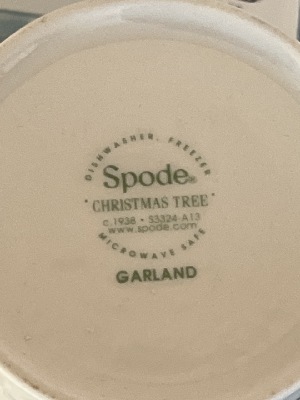 DISHWASHER, FREEZER
Spode®
"CHRISTMAS TREE"
c.1938 • S3324-A13
www.spode.com
MICROWAVE SAFE
GARLAND